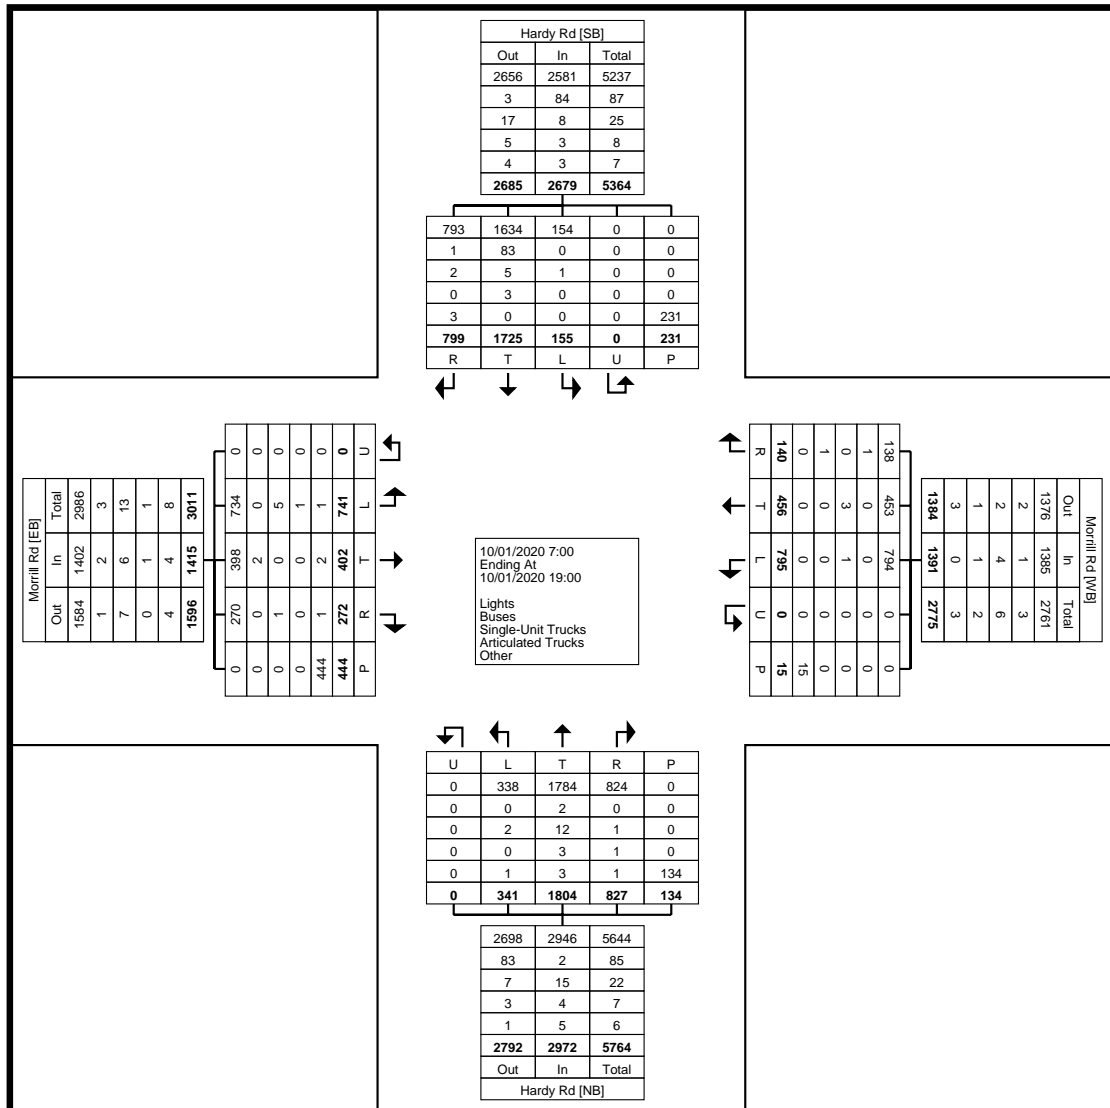 Hardy Rd [SB]
Out In Total
2656 2581 5237
3 84 87
17 8 25
5 3 8
4 3 7
2685 2679 5364
793 1634 154 0 0
1 83 0 0 0
2 5 1 0 0
0 3 0 0 0
3 0 0 0 231
799 1725 155 0 231
R T L U P
Morrill Rd [EB]
Total In Out
2986 1402 1584
3 2 1
13 6 7
1 1 0
8 4 4
3011 1415 1596
0 734 398 270 0
0 0 2 0 0
0 5 0 1 0
0 1 0 0 0
0 1 2 1 444
0 741 402 272 444
U L T R P
10/01/2020 7:00
Ending At
10/01/2020 19:00
Lights
Buses
Single-Unit Trucks
Articulated Trucks
Other
Morrill Rd [WB]
Out In Total
1376 1385 2761
2 1 3
2 4 6
1 1 2
3 0 3
1384 1391 2775
138 453 794 0 0
1 0 0 0 0
0 3 1 0 0
1 0 0 0 0
0 0 0 0 15
140 456 795 0 15
R T L U P
U L T R P
0 338 1784 824 0
0 0 2 0 0
0 2 12 1 0
0 0 3 1 0
0 1 3 1 134
0 341 1804 827 134
2698 2946 5644
83 2 85
7 15 22
3 4 7
1 5 6
2792 2972 5764
Out In Total
Hardy Rd [NB]